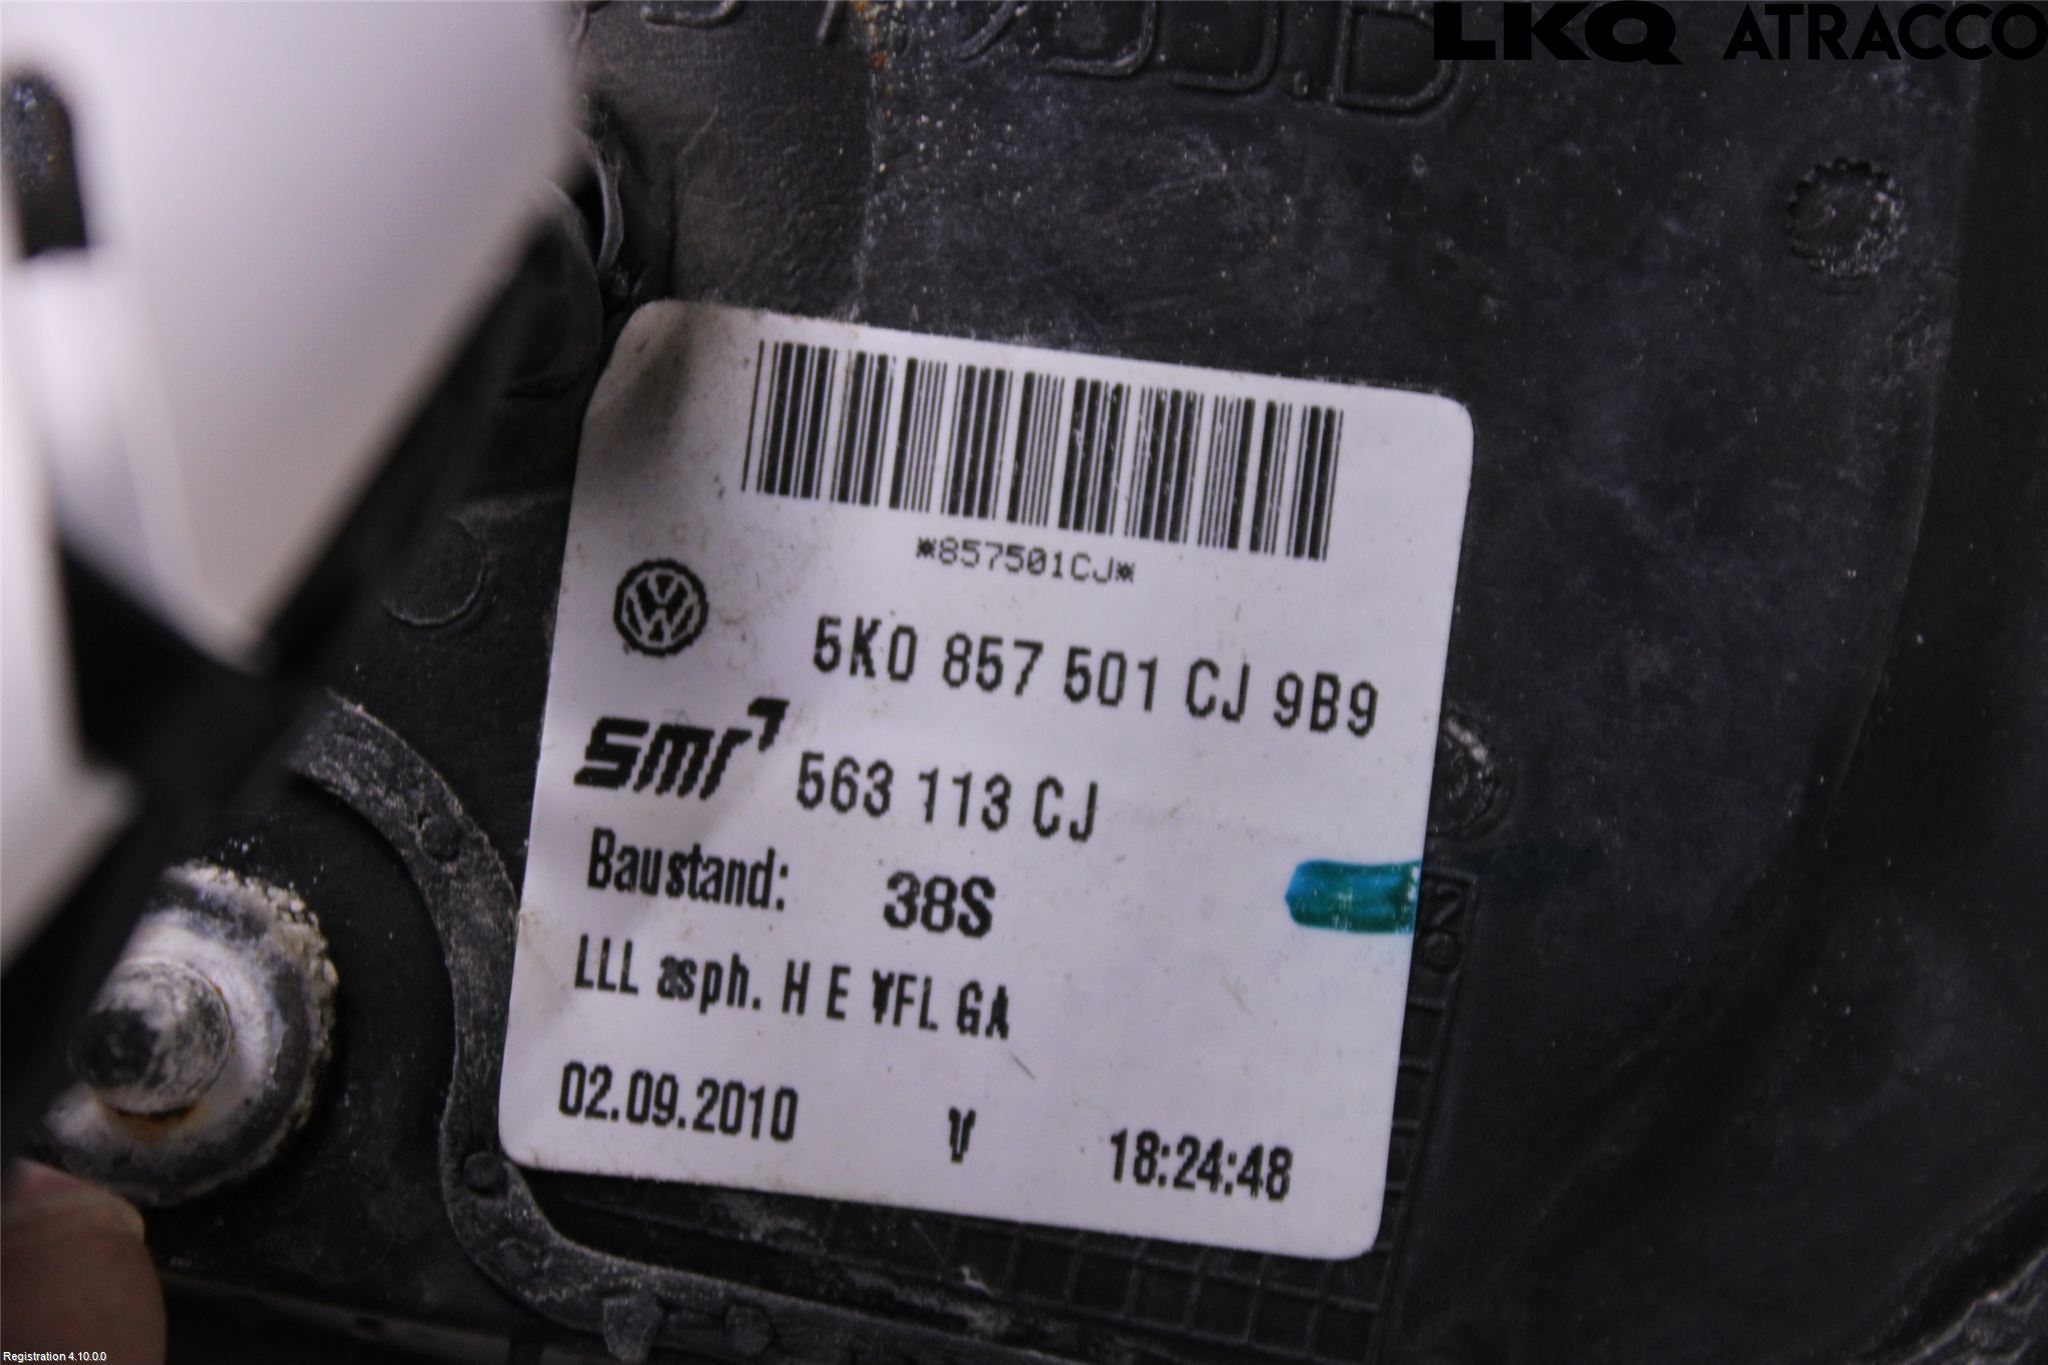 LKQ ATRACCO
*857501CJ*
5K0 857 501 CJ 9B9
smr 563 113 CJ
Baustand: 38S
LLL asph. H E VFL GA
02.09.2010 V 18:24:48
Registration 4.10.0.0